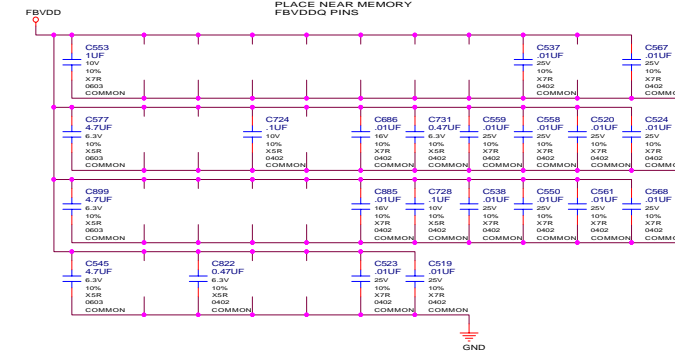 PLACE NEAR MEMORY
FBVDDQ PINS
FBVDD
C553
1UF
10V
10%
X7R
0603
COMMON
C537
.01UF
25V
10%
X7R
0402
COMMON
C567
.01UF
25V
10%
X7R
0402
COMMO
C577
4.7UF
6.3V
10%
X5R
0603
COMMON
C724
.1UF
10V
10%
X5R
0402
COMMON
C686
.01UF
16V
10%
X7R
0402
COMMON
C731
0.47UF
6.3V
10%
X5R
0402
COMMON
C559
.01UF
25V
10%
X7R
0402
COMMON
C558
.01UF
25V
10%
X7R
0402
COMMON
C520
.01UF
25V
10%
X7R
0402
COMMON
C524
.01UF
25V
10%
X7R
0402
COMMO
C899
4.7UF
6.3V
10%
X5R
0603
COMMON
C885
.01UF
16V
10%
X7R
0402
COMMON
C728
.1UF
10V
10%
X5R
0402
COMMON
C538
.01UF
25V
10%
X7R
0402
COMMON
C550
.01UF
25V
10%
X7R
0402
COMMON
C561
.01UF
25V
10%
X7R
0402
COMMON
C568
.01UF
25V
10%
X7R
0402
COMMO
C545
4.7UF
6.3V
10%
X5R
0603
COMMON
C822
0.47UF
6.3V
10%
X5R
0402
COMMON
C523
.01UF
25V
10%
X7R
0402
COMMON
C519
.01UF
25V
10%
X7R
0402
COMMON
GND